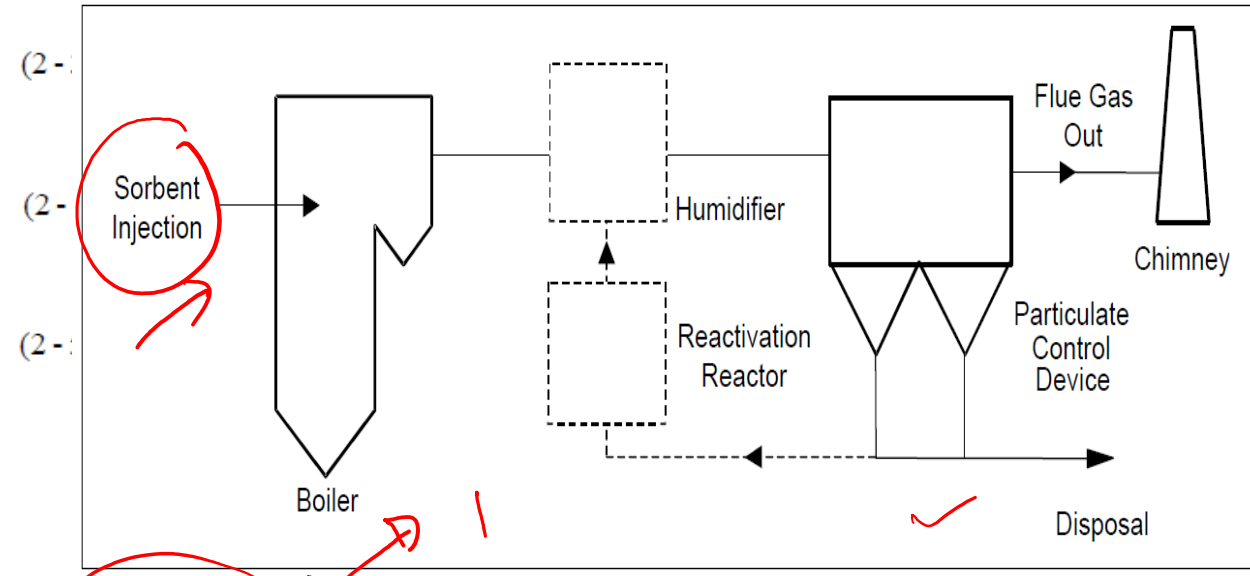 (2 -
Flue Gas
Out
Sorbent
Injection
(2 -
Humidifier
Chimney
Particulate
Control
Device
Reactivation
Reactor
(2 -
Boiler
Disposal